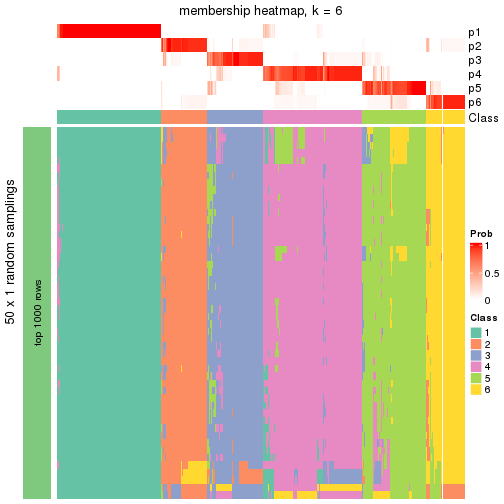 membership heatmap, k = 6
p1
p2
p3
p4
p5
p6
Class
50 x 1 random samplings
top 1000 rows
Prob
1
0.5
0
Class
1
2
3
4
5
6